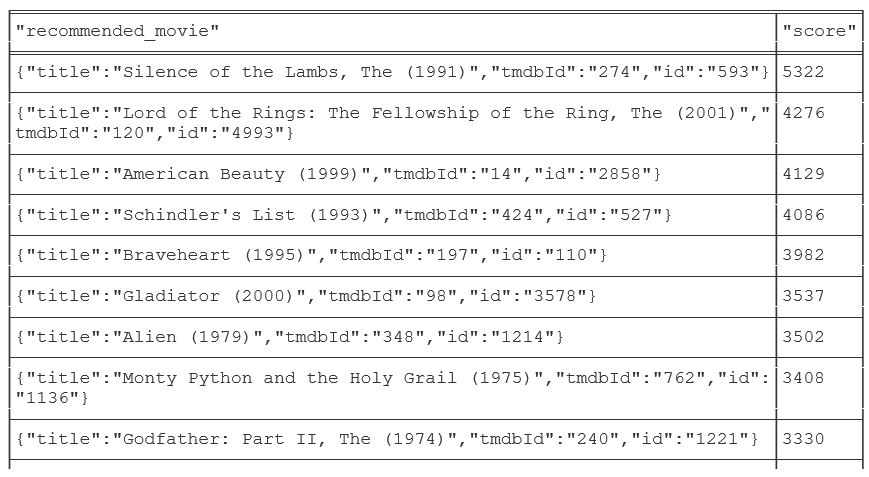 "recommended_movie" "score"
{"title":"Silence of the Lambs, The (1991)","tmdbId":"274","id":"593"} 5322
{"title":"Lord of the Rings: The Fellowship of the Ring, The (2001)"," 4276
tmdbId":"120","id":"4993"}
{"title":"American Beauty (1999)","tmdbId":"14","id":"2858"} 4129
{"title":"Schindler's List (1993)","tmdbId":"424","id":"527"} 4086
{"title":"Braveheart (1995)","tmdbId":"197","id":"110"} 3982
{"title":"Gladiator (2000)","tmdbId":"98","id":"3578"} 3537
{"title":"Alien (1979)","tmdbId":"348","id":"1214"} 3502
{"title":"Monty Python and the Holy Grail (1975)","tmdbId":"762","id": 3408
"1136"}
{"title":"Godfather: Part II, The (1974)","tmdbId":"240","id":"1221"} 3330